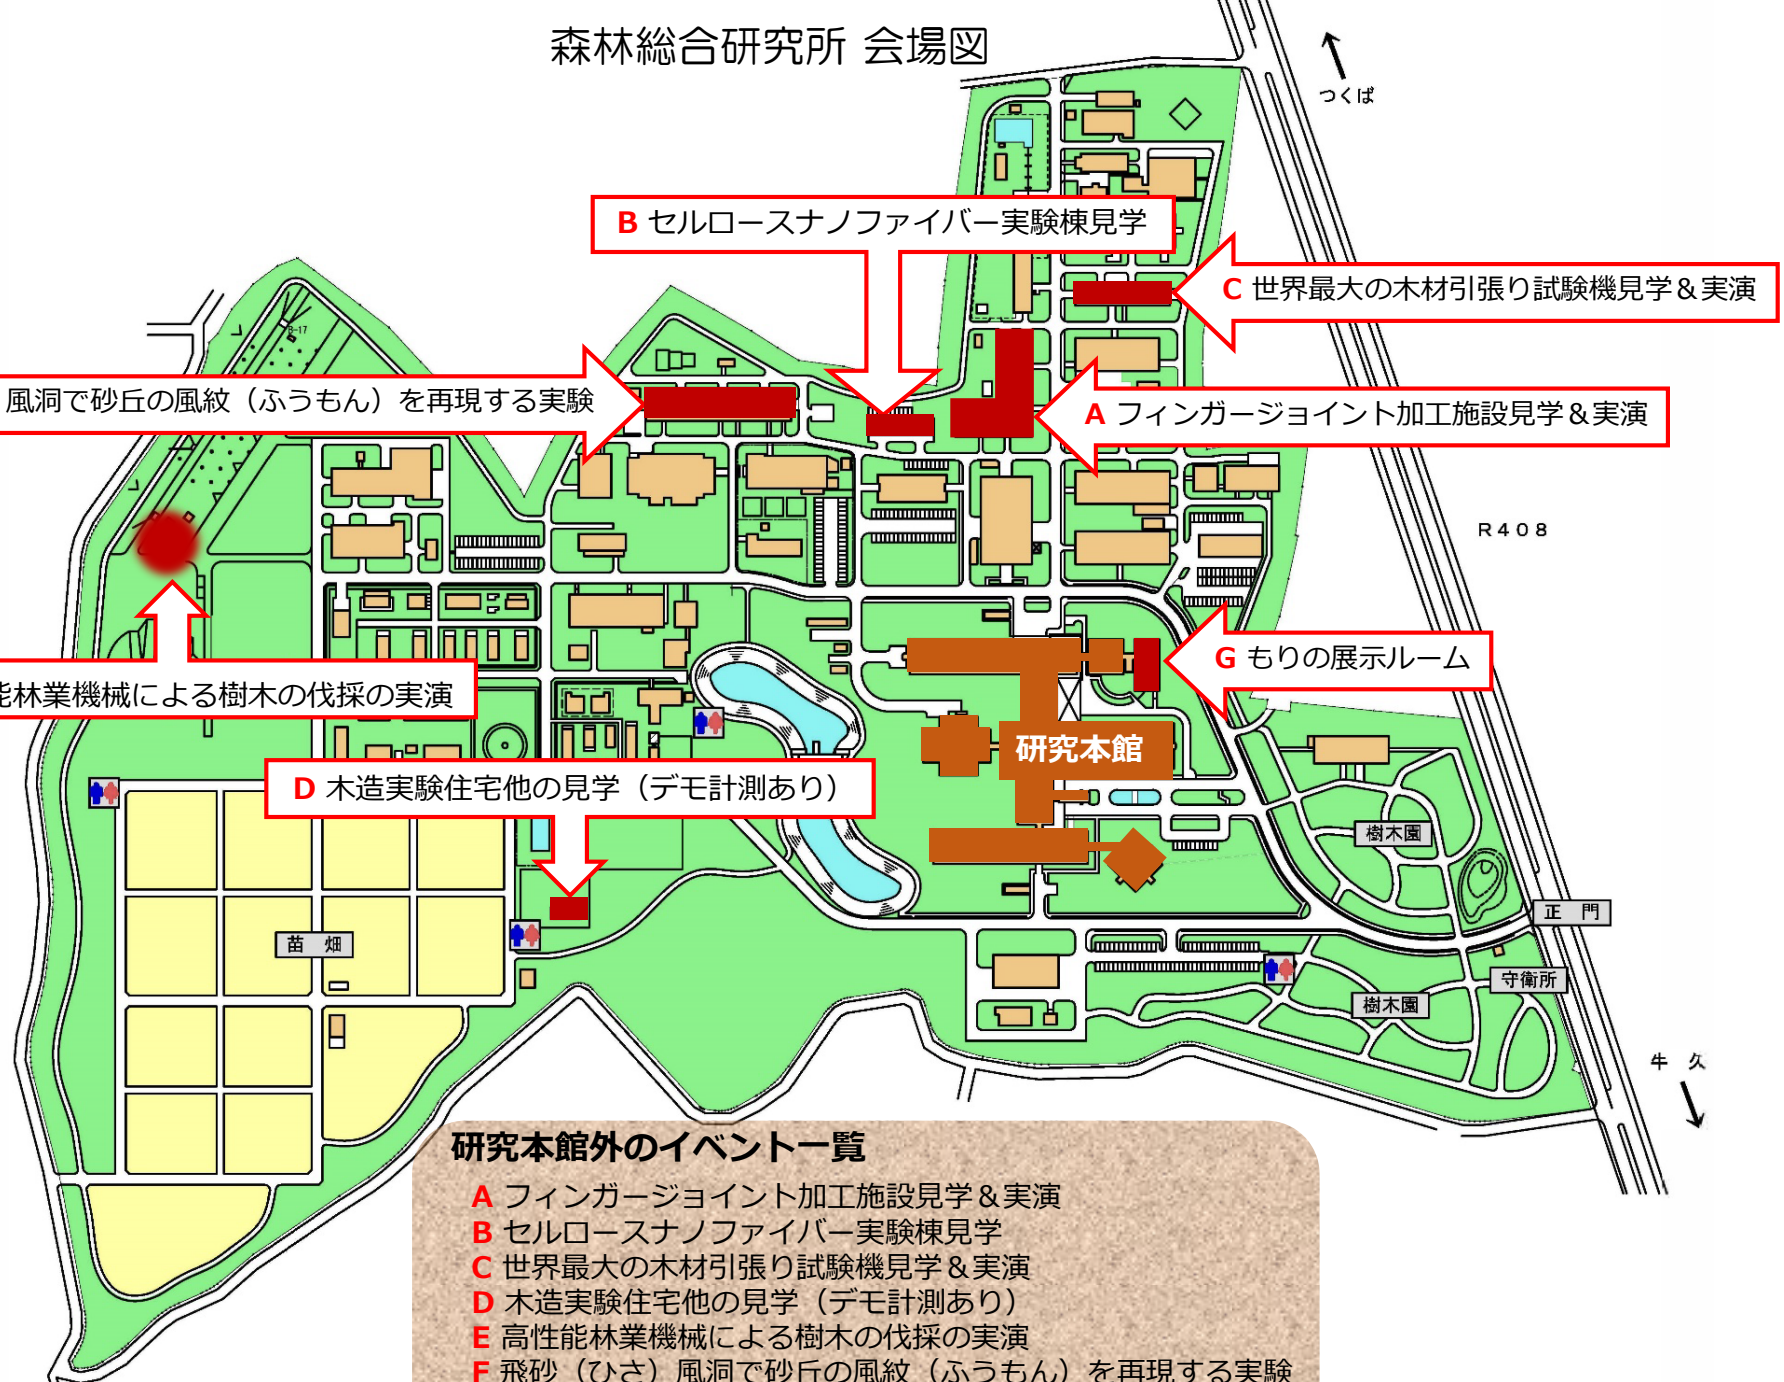 森林総合研究所 会場図
つくば
B セルロースナノファイバー実験棟見学
C 世界最大の木材引張り試験機見学＆実演
B-17
風洞で砂丘の風紋（ふうもん）を再現する実験
A フィンガージョイント加工施設見学＆実演
R408
G もりの展示ルーム
能林業機械による樹木の伐採の実演
研究本館
D 木造実験住宅他の見学（デモ計測あり）
樹木園
正 門
苗 畑
守衛所
樹木園
牛 久
研究本館外のイベント一覧
A フィンガージョイント加工施設見学＆実演
B セルロースナノファイバー実験棟見学
C 世界最大の木材引張り試験機見学＆実演
D 木造実験住宅他の見学（デモ計測あり）
E 高性能林業機械による樹木の伐採の実演
F 飛砂（ひさ）風洞で砂丘の風紋（ふうもん）を再現する実験